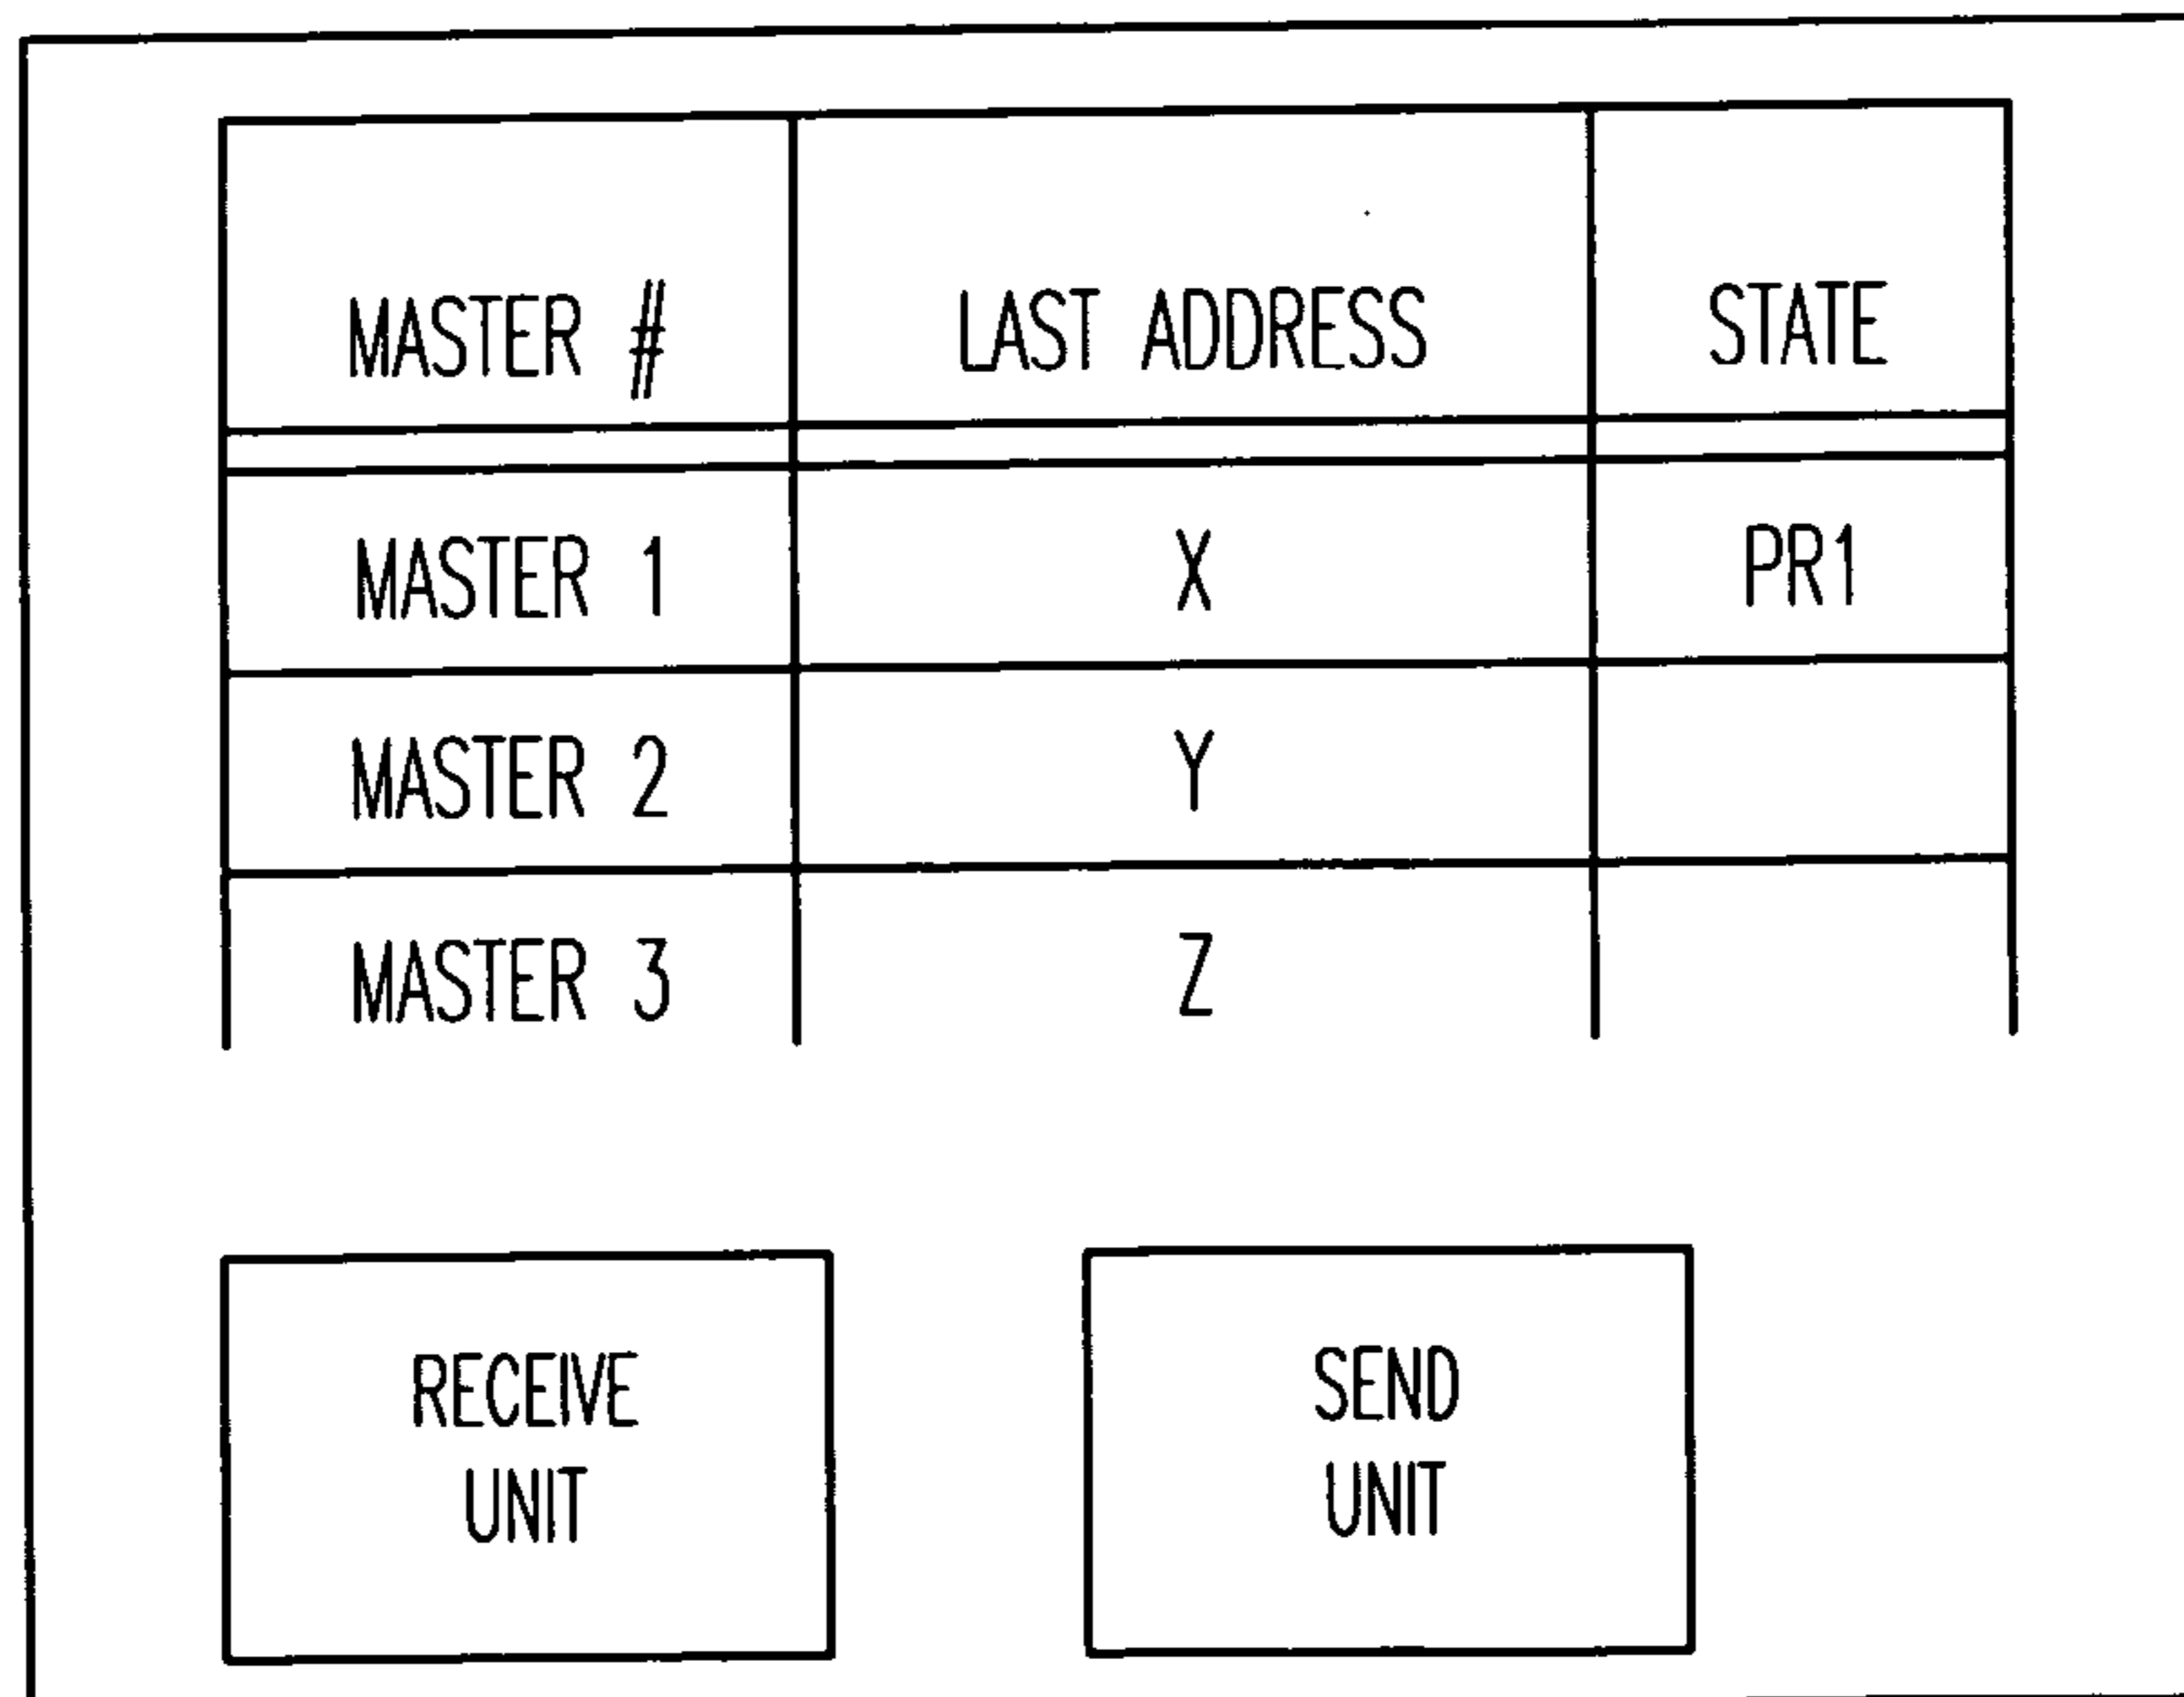 MASTER # LAST ADDRESS STATE
MASTER 1 X PR1
MASTER 2 Y
MASTER 3 Z
RECEIVE
UNIT
SEND
UNIT